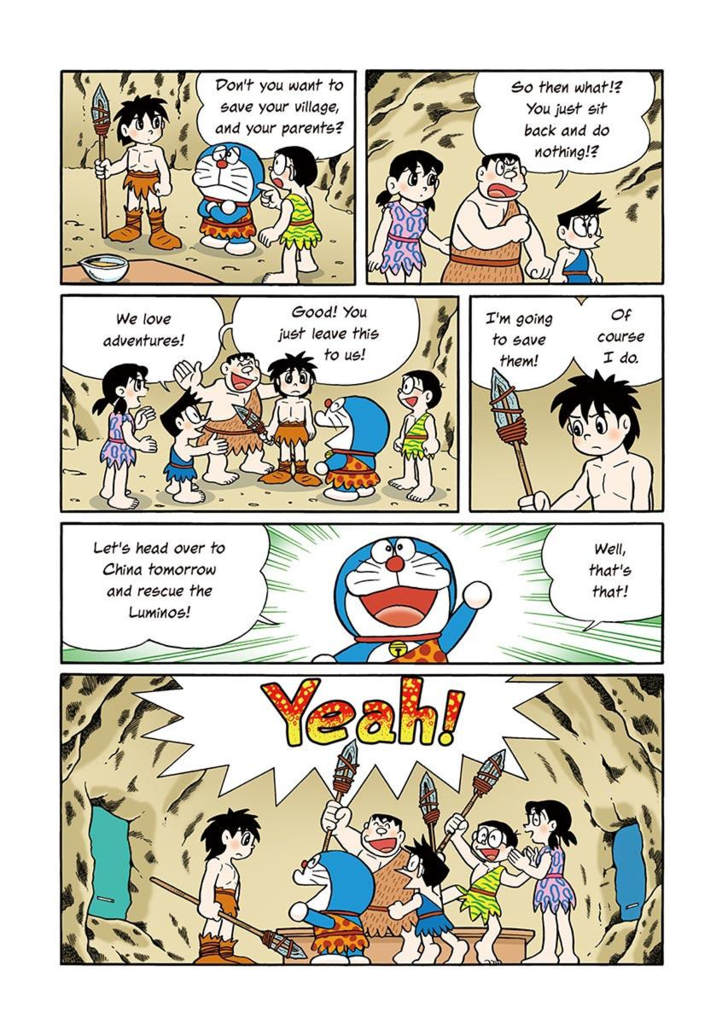 So then what!?
You just sit
back and do
nothing!?
Don't you want to
save your village,
and your parents?
Of
course
I do.
I'm going
to save
them!
Good! You
just leave this
to us!
We love
adventures!
Well,
that's
that!
Let's head over to
China tomorrow
and rescue the
Luminos!
Yeah!